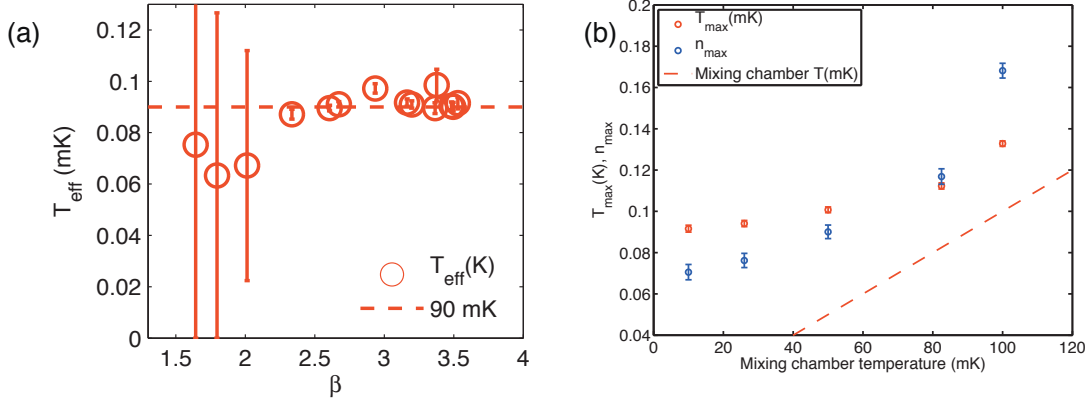 (a)
T_eff (mK)
0.12
0.1
0.08
0.06
0.04
0.02
0
T_eff(K)
90 mK
1.5
2
2.5
3
3.5
4
β
(b)
T_max(K), n_max
0.2
0.18
0.16
0.14
0.12
0.1
0.08
0.06
0.04
T_max(mK)
n_max
Mixing chamber T(mK)
0
20
40
60
80
100
120
Mixing chamber temperature (mK)